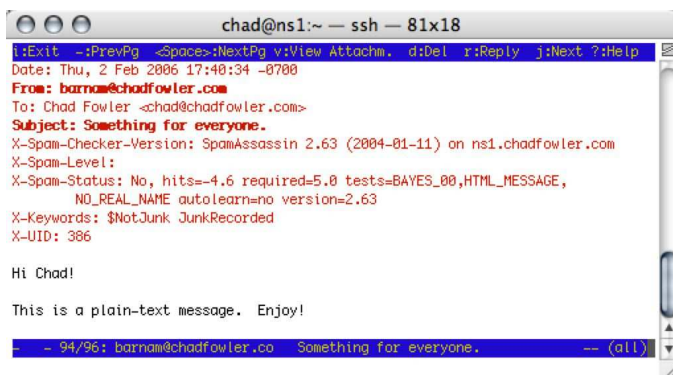 chad@ns1:~ — ssh — 81x18
i:Exit -:PrevPg <Space>:NextPg v:View Attachm. d:Del r:Reply j:Next ?:Help
Date: Thu, 2 Feb 2006 17:40:34 -0700
From: barnam@chadfowler.com
To: Chad Fowler <chad@chadfowler.com>
Subject: Something for everyone.
X-Spam-Checker-Version: SpamAssassin 2.63 (2004-01-11) on ns1.chadfowler.com
X-Spam-Level:
X-Spam-Status: No, hits=-4.6 required=5.0 tests=BAYES_00,HTML_MESSAGE,
NO_REAL_NAME autolearn=no version=2.63
X-Keywords: $NotJunk JunkRecorded
X-UID: 386
Hi Chad!
This is a plain-text message. Enjoy!
- - 94/96: barnam@chadfowler.co Something for everyone. -- (all)